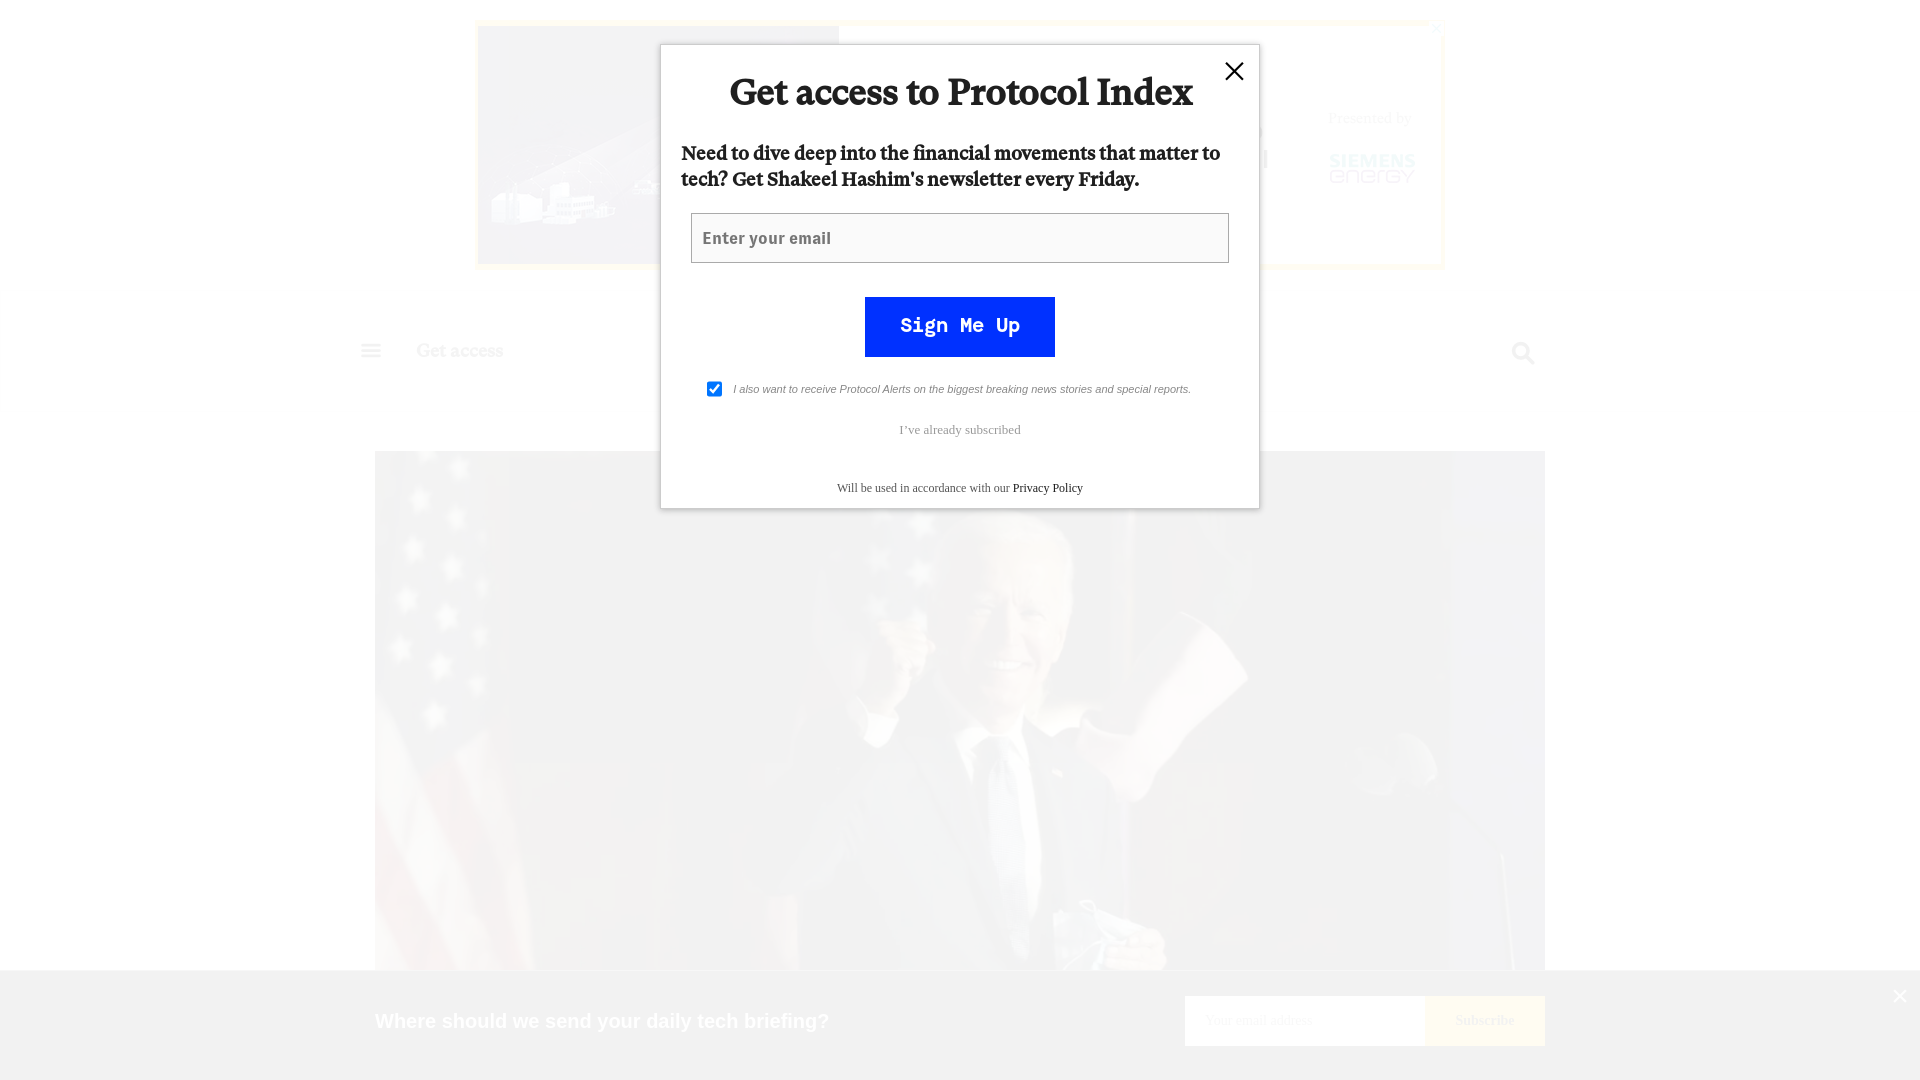 Get access to Protocol Index
Need to dive deep into the financial movements that matter to
tech? Get Shakeel Hashim's newsletter every Friday.
Enter your email
Sign Me Up
I also want to receive Protocol Alerts on the biggest breaking news stories and special reports.
I've already subscribed
Will be used in accordance with our Privacy Policy
Presented by
SIEMENS
energy
Get access
Where should we send your daily tech briefing?
Your email address
Subscribe